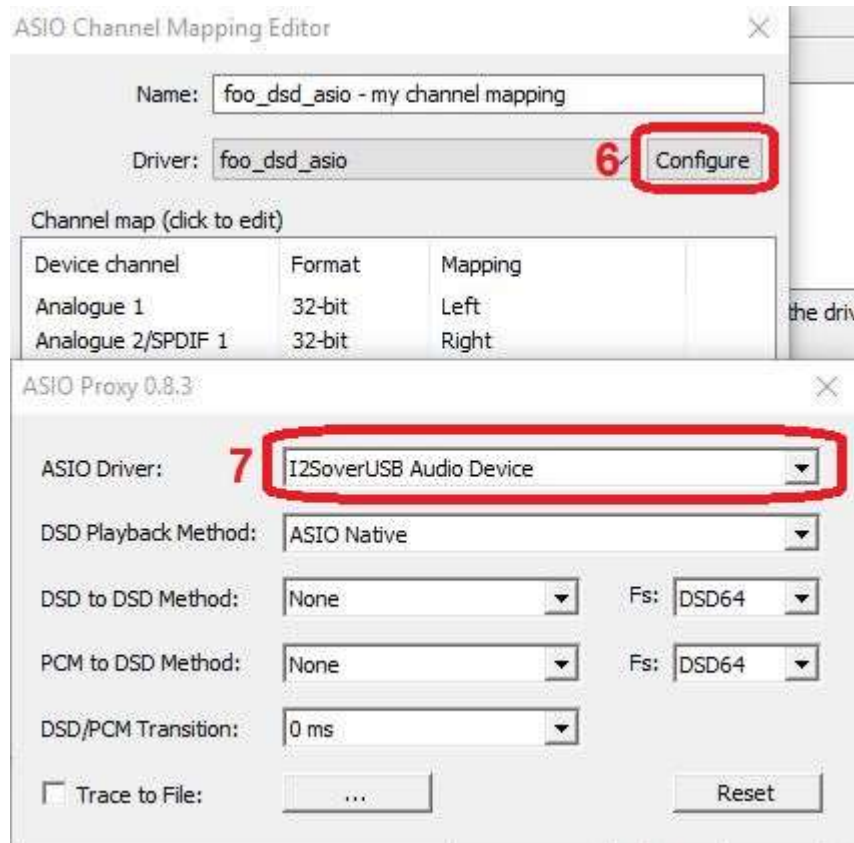 ASIO Channel Mapping Editor
Name: foo_dsd_asio - my channel mapping
Driver: foo_dsd_asio 6 Configure
Channel map (click to edit)
Device channel Format Mapping
Analogue 1 32-bit Left
the driv
Analogue 2/SPDIF 1 32-bit Right
ASIO Proxy 0.8.3
ASIO Driver: 7 I2SoverUSB Audio Device
DSD Playback Method: ASIO Native
DSD to DSD Method: None Fs: DSD64
PCM to DSD Method: None Fs: DSD64
DSD/PCM Transition: 0 ms
Trace to File: ... Reset